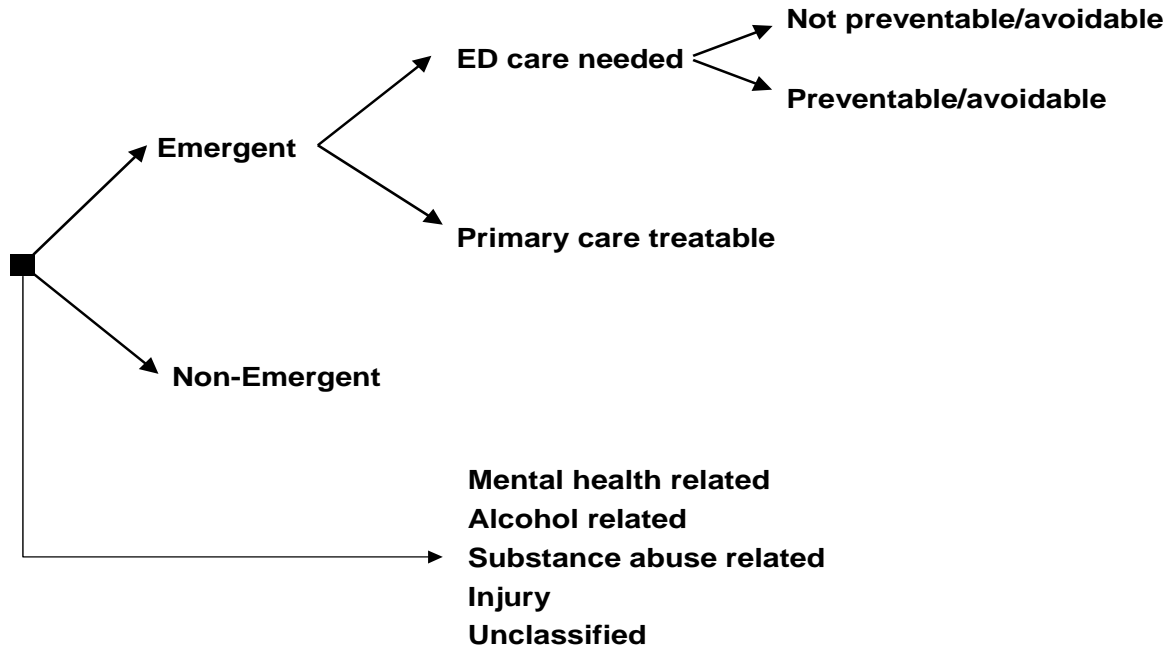 Not preventable/avoidable
ED care needed
Preventable/avoidable
Emergent
Primary care treatable
Non-Emergent
Mental health related
Alcohol related
Substance abuse related
Injury
Unclassified